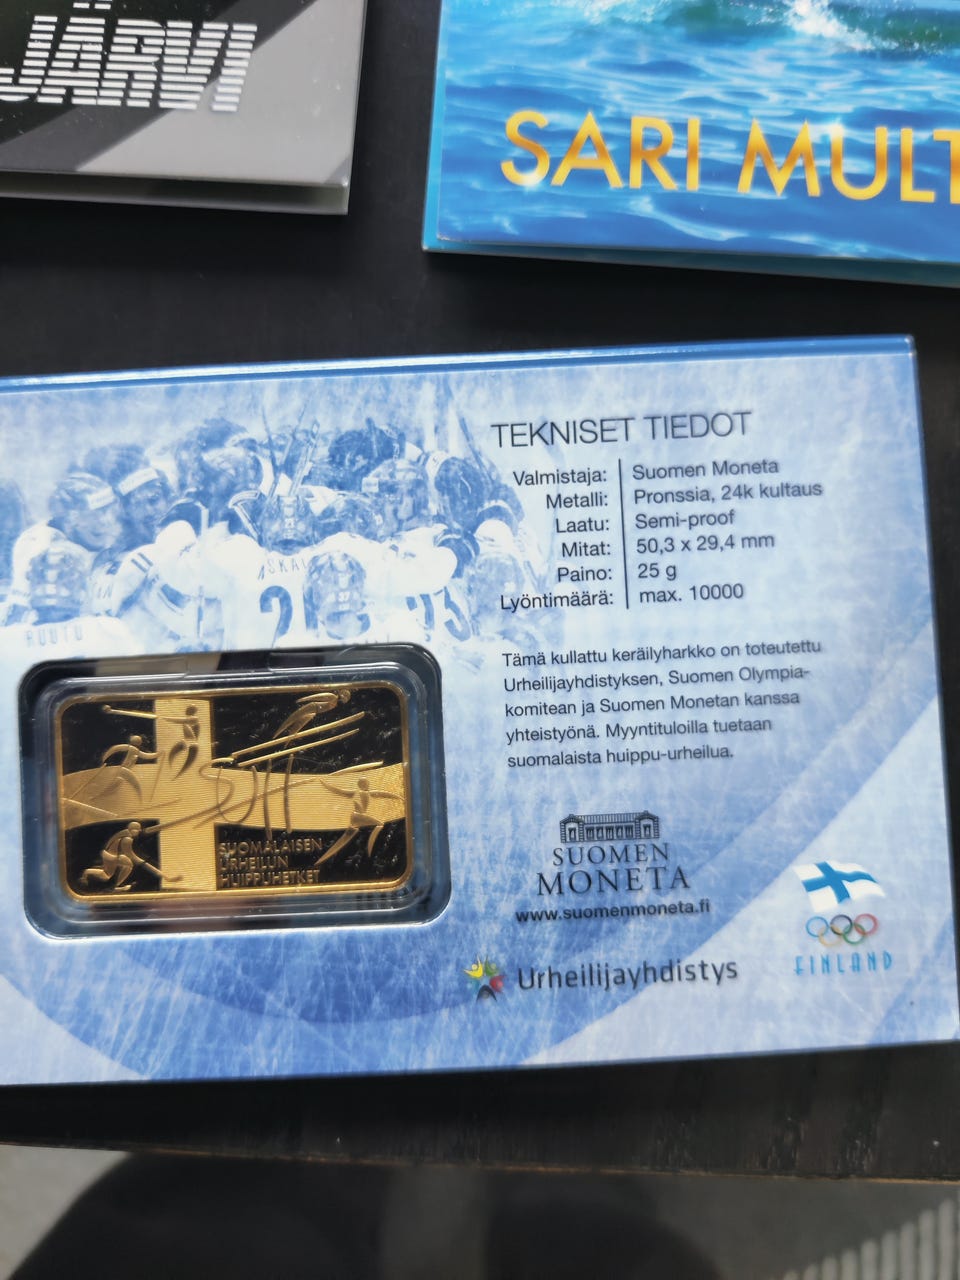 JÄRVI
SARI MULT
TEKNISET TIEDOT
Valmistaja: Suomen Moneta
Metalli: Pronssia, 24k kultaus
Laatu: Semi-proof
Mitat: 50,3 x 29,4 mm
Paino: 25 g
Lyöntimäärä: max. 10000
Tämä kullattu keräilyharkko on toteutettu
Urheilijayhdistyksen, Suomen Olympia-
komitean ja Suomen Monetan kanssa
yhteistyönä. Myyntituloilla tuetaan
suomalaista huippu-urheilua.
RUUTU
37
SUOMALAISEN
URHEILUN
HUIPPUHETKET
SUOMEN
MONETA
www.suomenmoneta.fi
Urheilijayhdistys
FINLAND